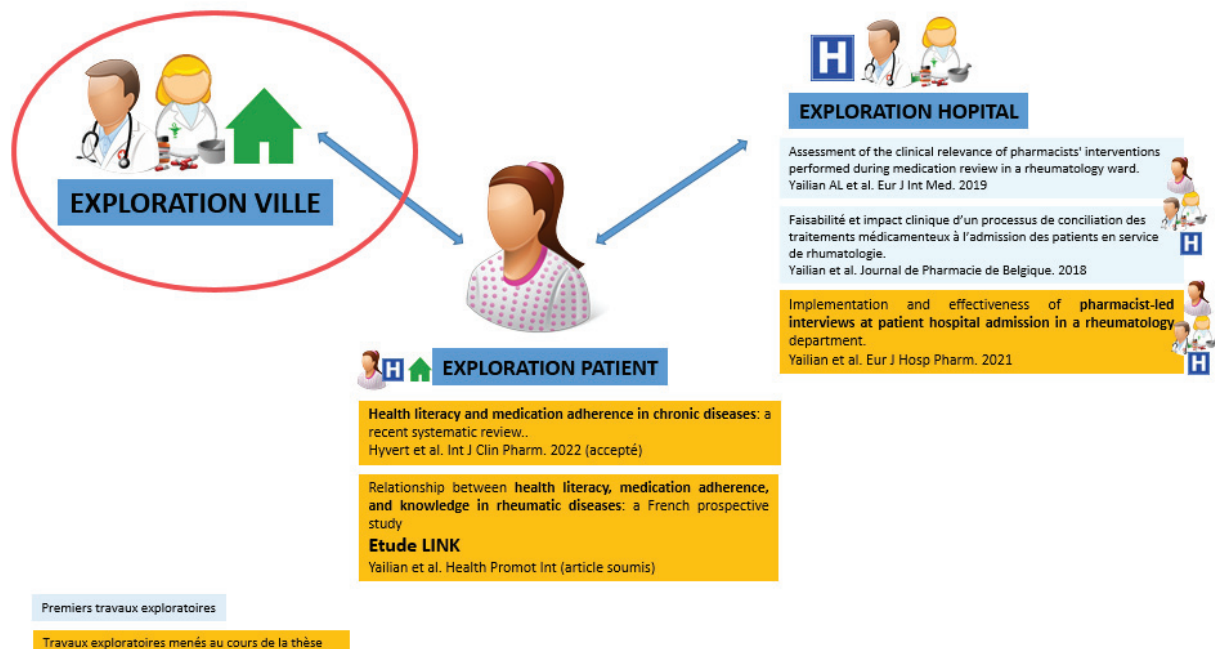 H
EXPLORATION HOPITAL
Assessment of the clinical relevance of pharmacists' interventions
performed during medication review in a rheumatology ward.
Yailian AL et al. Eur J Int Med. 2019
Faisabilité et impact clinique d'un processus de conciliation des
traitements médicamenteux à l'admission des patients en service
de rhumatologie.
Yailian et al. Journal de Pharmacie de Belgique. 2018
H
Implementation and effectiveness of pharmacist-led
interviews at patient hospital admission in a rheumatology
department.
Yailian et al. Eur J Hosp Pharm. 2021
H
EXPLORATION VILLE
H
EXPLORATION PATIENT
Health literacy and medication adherence in chronic diseases: a
recent systematic review..
Hyvert et al. Int J Clin Pharm. 2022 (accepté)
Relationship between health literacy, medication adherence,
and knowledge in rheumatic diseases: a French prospective
study
Etude LINK
Yailian et al. Health Promot Int (article soumis)
Premiers travaux exploratoires
Travaux exploratoires menés au cours de la thèse